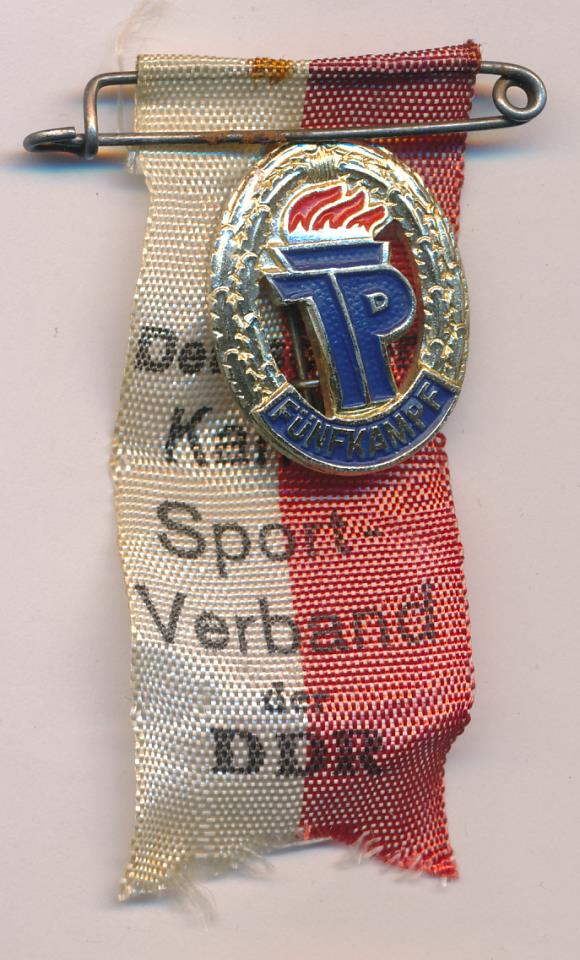 D
P
FÜNFKAMPF
Sport-
Verband
der
DDR